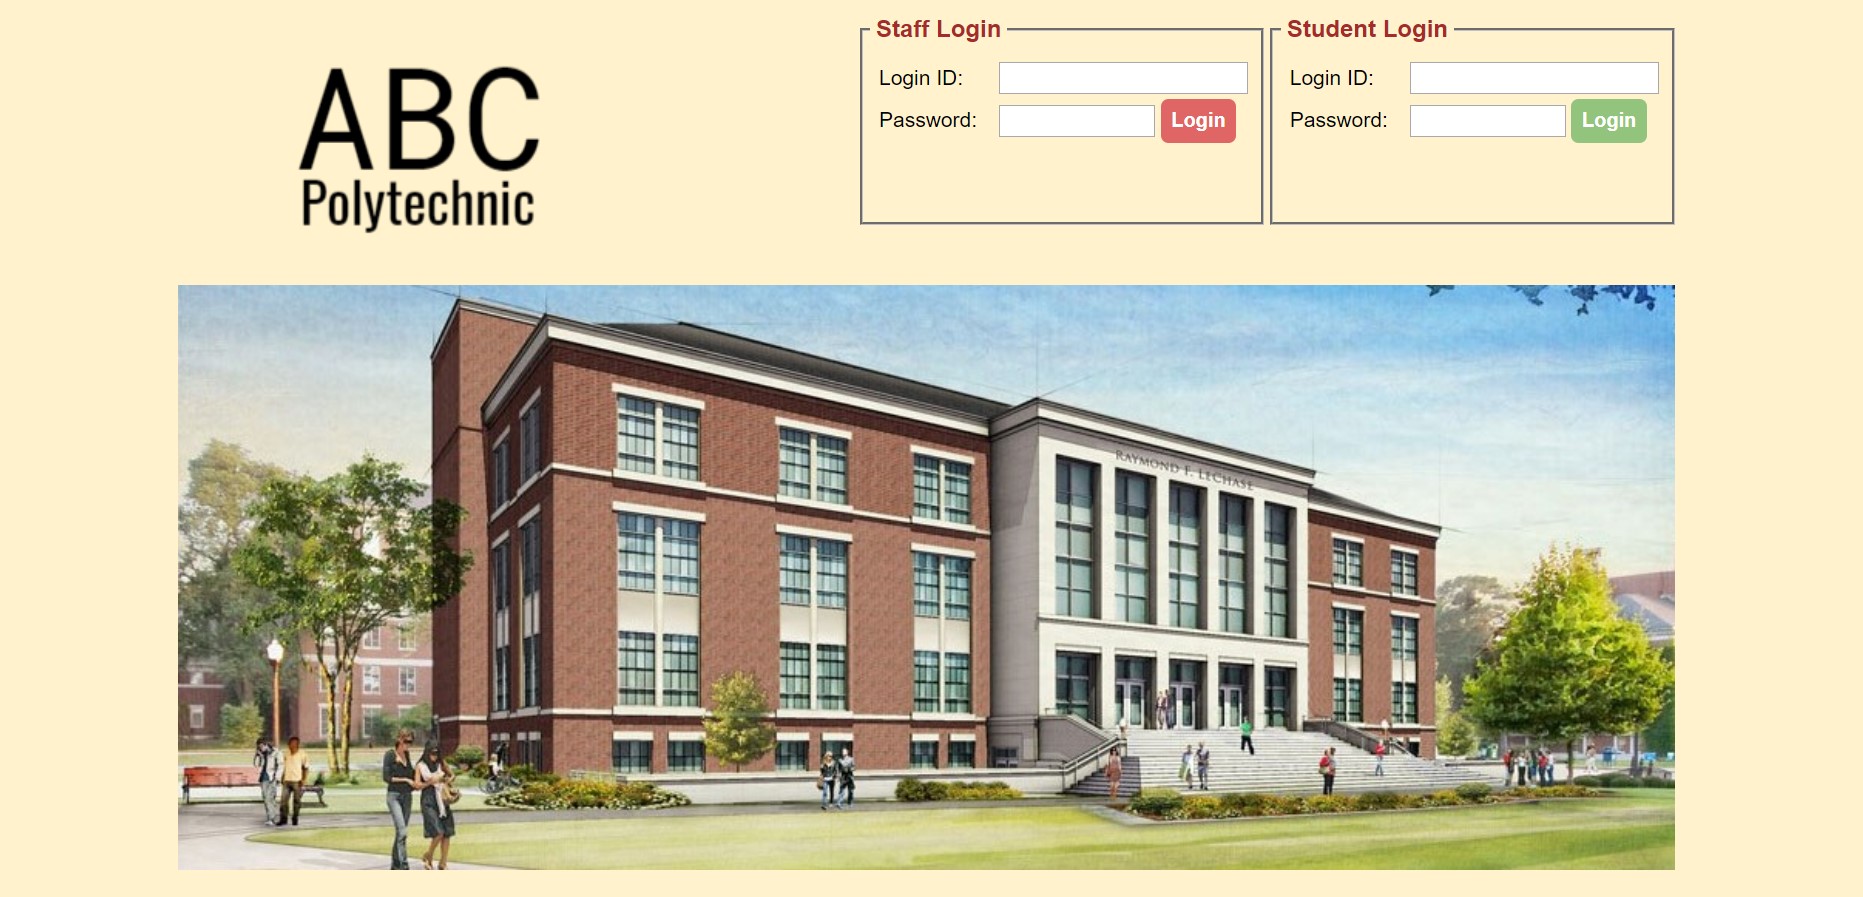 ABC
Polytechnic
Staff Login
Login ID:
Password:
Login
Student Login
Login ID:
Password:
Login
RAYMOND F. LECHASE